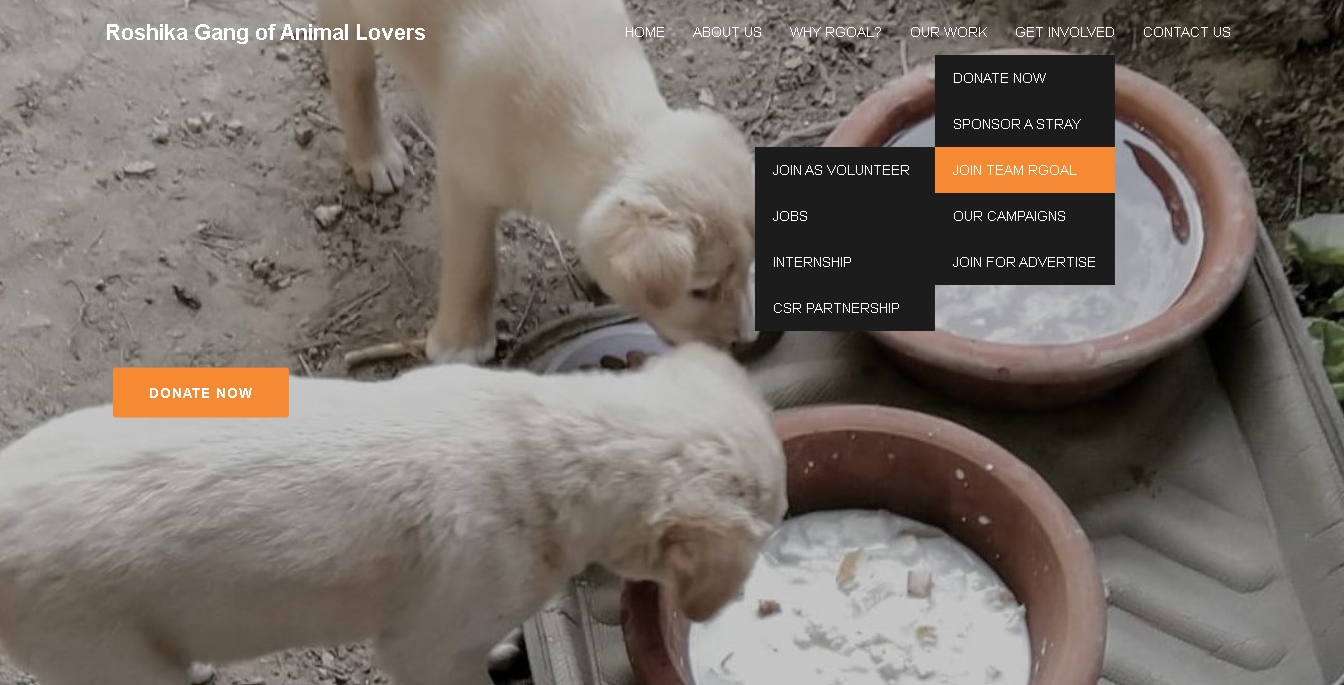 Roshika Gang of Animal Lovers
HOME ABOUT US WHY RGOAL? OUR WORK GET INVOLVED CONTACT US
DONATE NOW
SPONSOR A STRAY
JOIN TEAM RGOAL
OUR CAMPAIGNS
JOIN FOR ADVERTISE
JOIN AS VOLUNTEER
JOBS
INTERNSHIP
CSR PARTNERSHIP
DONATE NOW